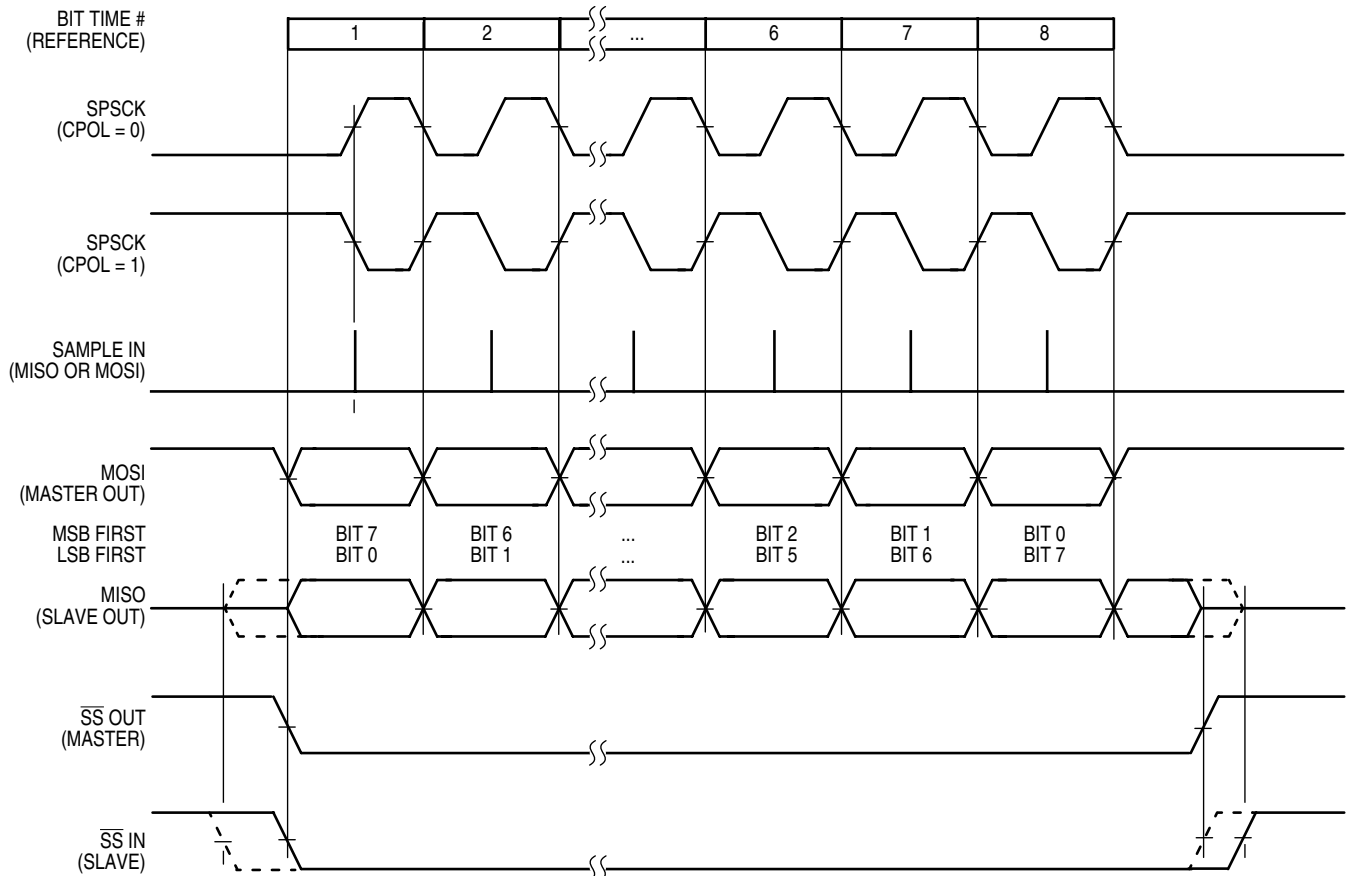 BIT TIME #
(REFERENCE)
1 2 ... 6 7 8
SPSCK
(CPOL = 0)
SPSCK
(CPOL = 1)
SAMPLE IN
(MISO OR MOSI)
MOSI
(MASTER OUT)
MSB FIRST BIT 7 BIT 6 ... BIT 2 BIT 1 BIT 0
LSB FIRST BIT 0 BIT 1 ... BIT 5 BIT 6 BIT 7
MISO
(SLAVE OUT)
S̅S̅ OUT
(MASTER)
S̅S̅ IN
(SLAVE)